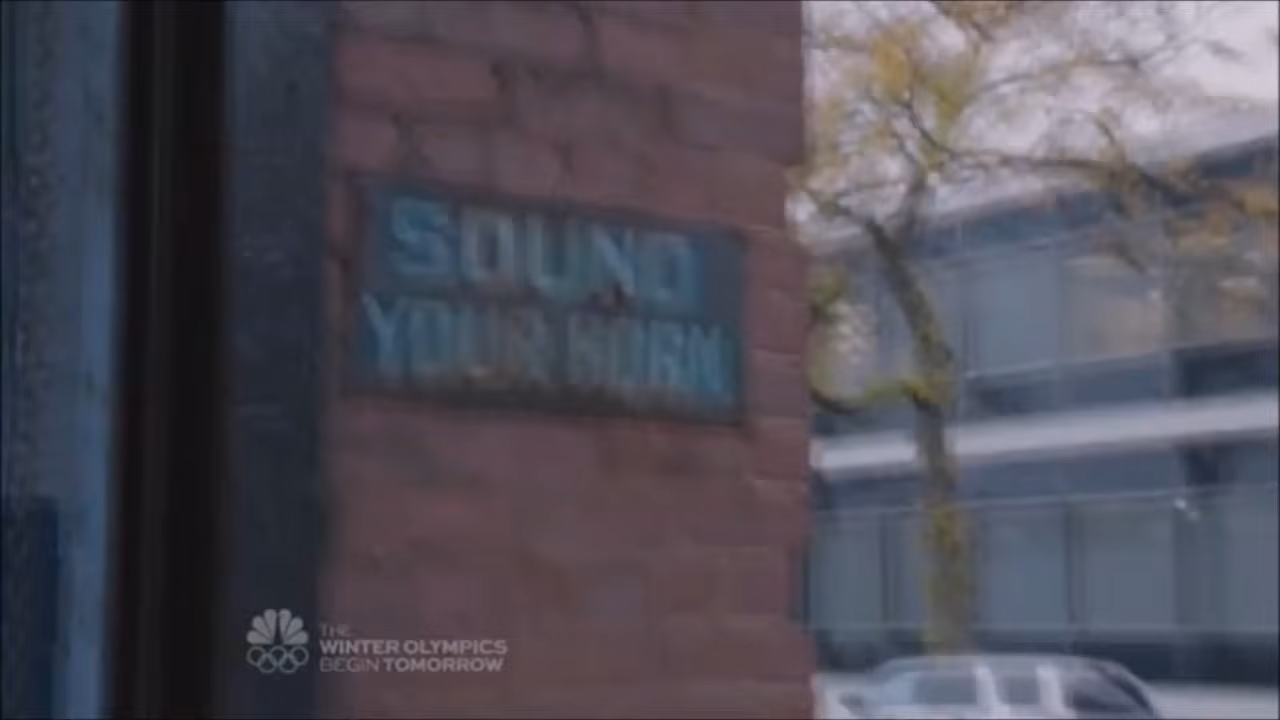 SOUND
YOUR HORN
THE
WINTER OLYMPICS
BEGIN TOMORROW